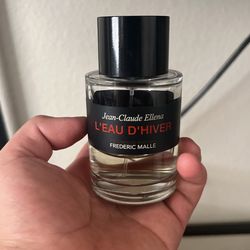 Jean-Claude Ellena
L'EAU D'HIVER
FREDERIC MALLE